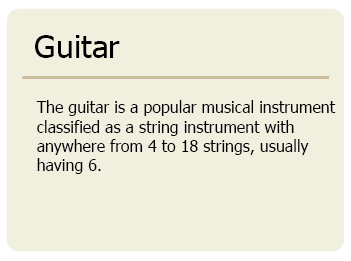 Guitar
The guitar is a popular musical instrument
classified as a string instrument with
anywhere from 4 to 18 strings, usually
having 6.